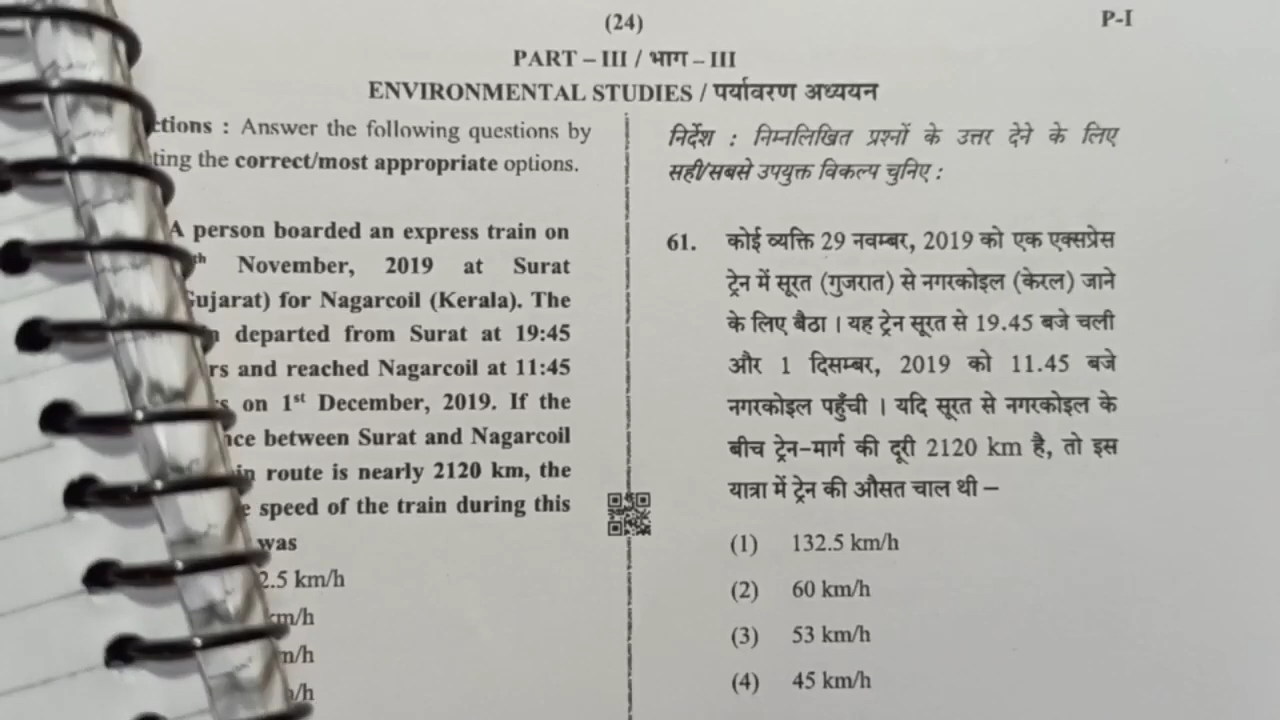 (24)
P-I
PART – III / भाग – III
ENVIRONMENTAL STUDIES / पर्यावरण अध्ययन
ctions : Answer the following questions by
ting the correct/most appropriate options.
A person boarded an express train on
th November, 2019 at Surat
Gujarat) for Nagarcoil (Kerala). The
n departed from Surat at 19:45
rs and reached Nagarcoil at 11:45
s on 1st December, 2019. If the
nce between Surat and Nagarcoil
in route is nearly 2120 km, the
e speed of the train during this
was
2.5 km/h
km/h
m/h
/h
निर्देश : निम्नलिखित प्रश्नों के उत्तर देने के लिए
सही/सबसे उपयुक्त विकल्प चुनिए :
61. कोई व्यक्ति 29 नवम्बर, 2019 को एक एक्सप्रेस
ट्रेन में सूरत (गुजरात) से नगरकोइल (केरल) जाने
के लिए बैठा । यह ट्रेन सूरत से 19.45 बजे चली
और 1 दिसम्बर, 2019 को 11.45 बजे
नगरकोइल पहुँची । यदि सूरत से नगरकोइल के
बीच ट्रेन-मार्ग की दूरी 2120 km है, तो इस
यात्रा में ट्रेन की औसत चाल थी –
(1) 132.5 km/h
(2) 60 km/h
(3) 53 km/h
(4) 45 km/h